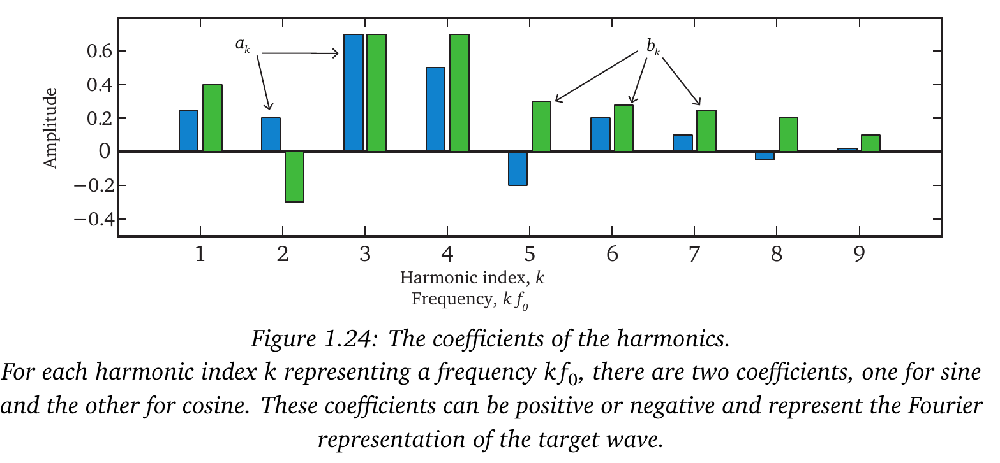 a_k
b_k
0.6
0.4
0.2
0
−0.2
−0.4
Amplitude
1 2 3 4 5 6 7 8 9
Harmonic index, k
Frequency, k f_0
Figure 1.24: The coefficients of the harmonics.
For each harmonic index k representing a frequency kf_0, there are two coefficients, one for sine
and the other for cosine. These coefficients can be positive or negative and represent the Fourier
representation of the target wave.